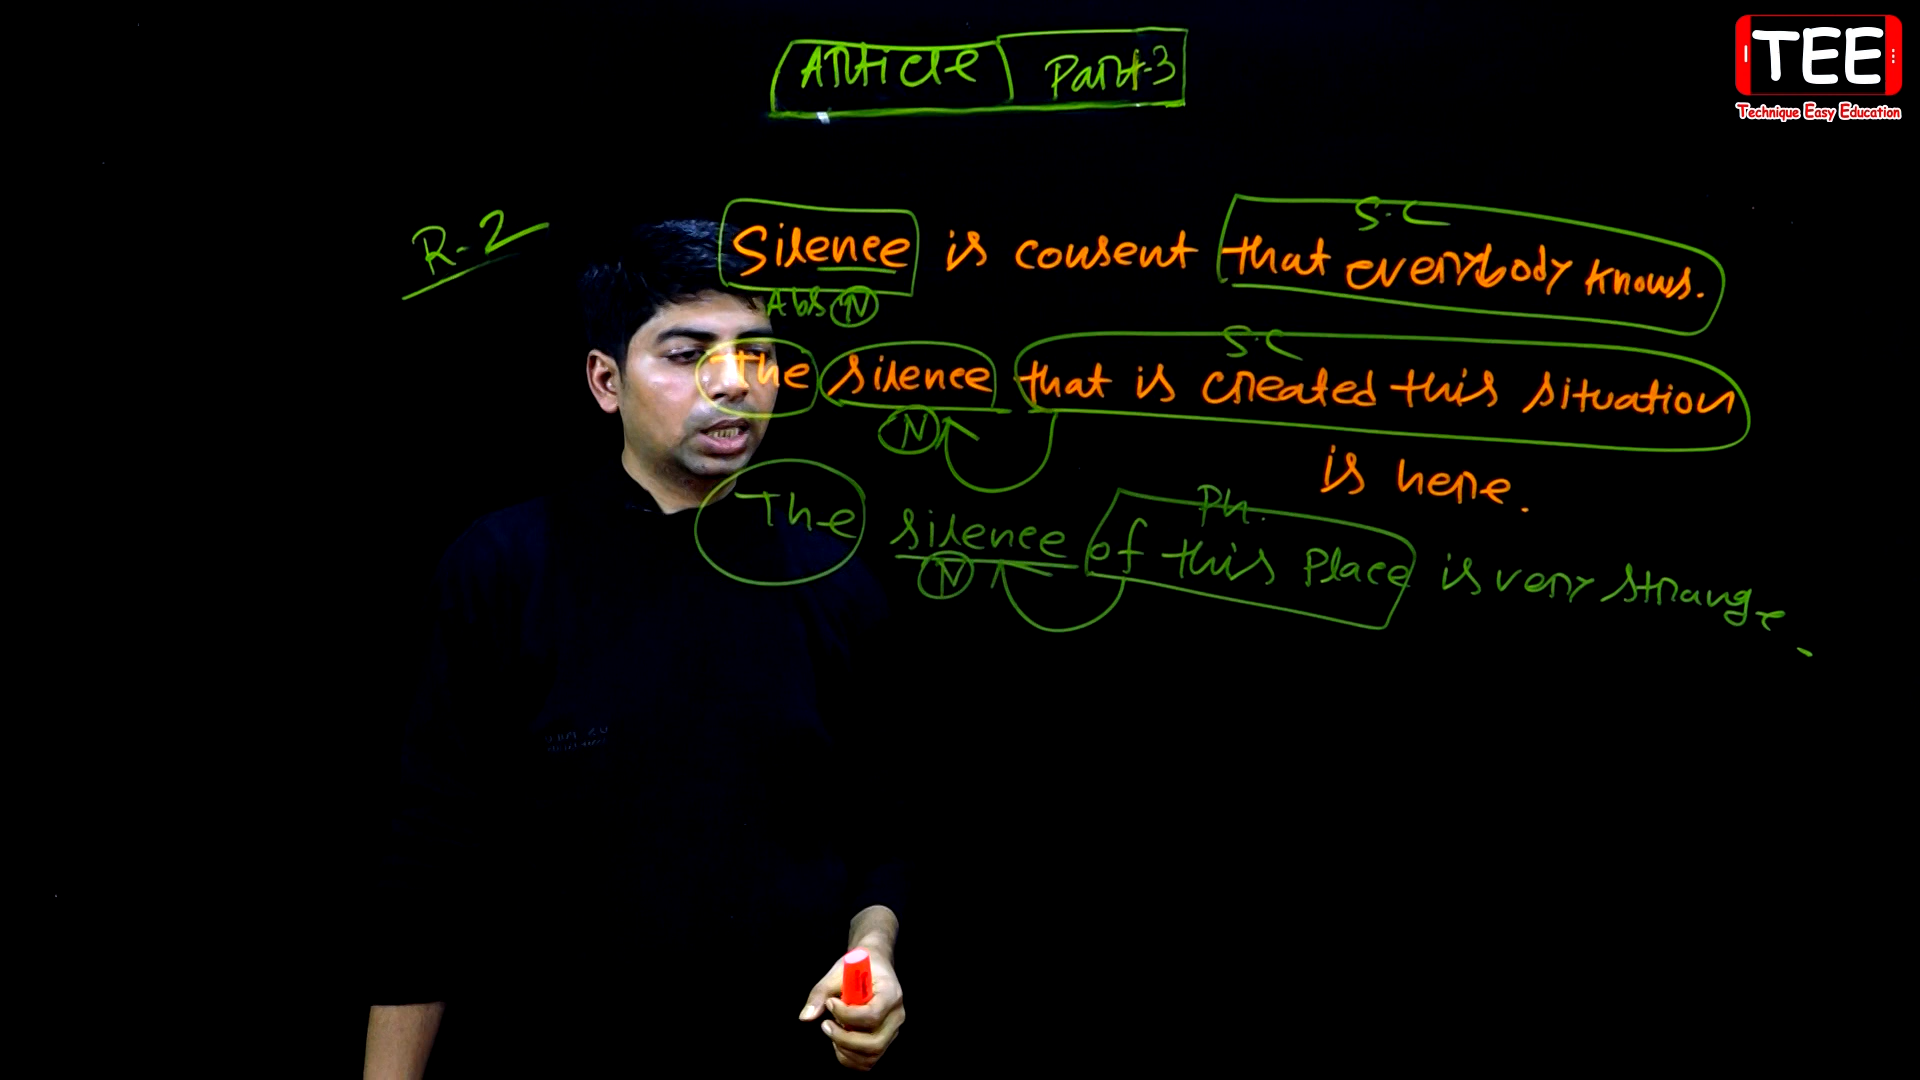 Article Part-3
TEE
Technique Easy Education
R-2
Silence is consent that everybody knows.
S.C
Abs N
The silence that is created this situation
S.C
N
is here.
The silence of this Place is very strange.
Ph.
N